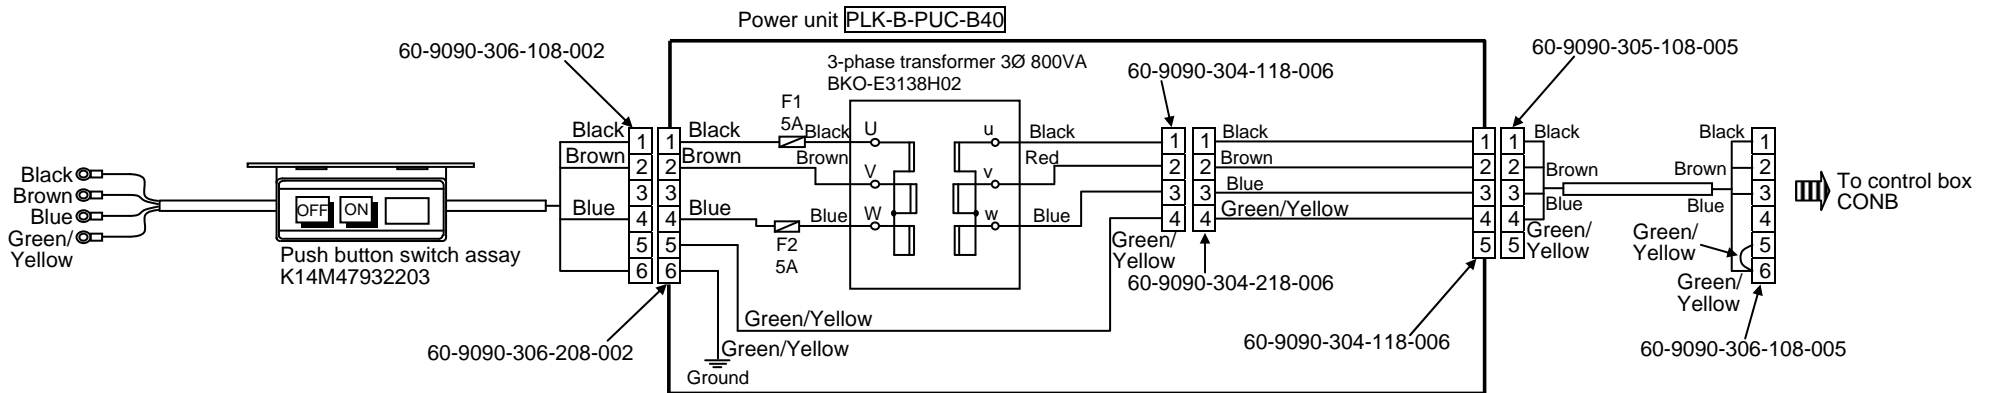 Power unit PLK-B-PUC-B40
60-9090-306-108-002
3-phase transformer 3Ø 800VA
BKO-E3138H02
60-9090-304-118-006
60-9090-305-108-005
F1
5A
Black
Brown
Blue
Green/
Yellow
OFF
ON
Push button switch assay
K14M47932203
Black
Brown
Blue
1
2
3
4
5
6
1
2
3
4
5
6
Black
Brown
Blue
Black
Brown
Blue
F2
5A
U
V
W
u
v
w
Black
Red
Blue
Green/
Yellow
1
2
3
4
1
2
3
4
Black
Brown
Blue
Green/Yellow
1
2
3
4
5
1
2
3
4
5
Black
Brown
Blue
Green/
Yellow
Black
Brown
Blue
Green/
Yellow
Green/
Yellow
1
2
3
4
5
6
To control box
CONB
Green/Yellow
Green/Yellow
Ground
60-9090-306-208-002
60-9090-304-218-006
60-9090-304-118-006
60-9090-306-108-005